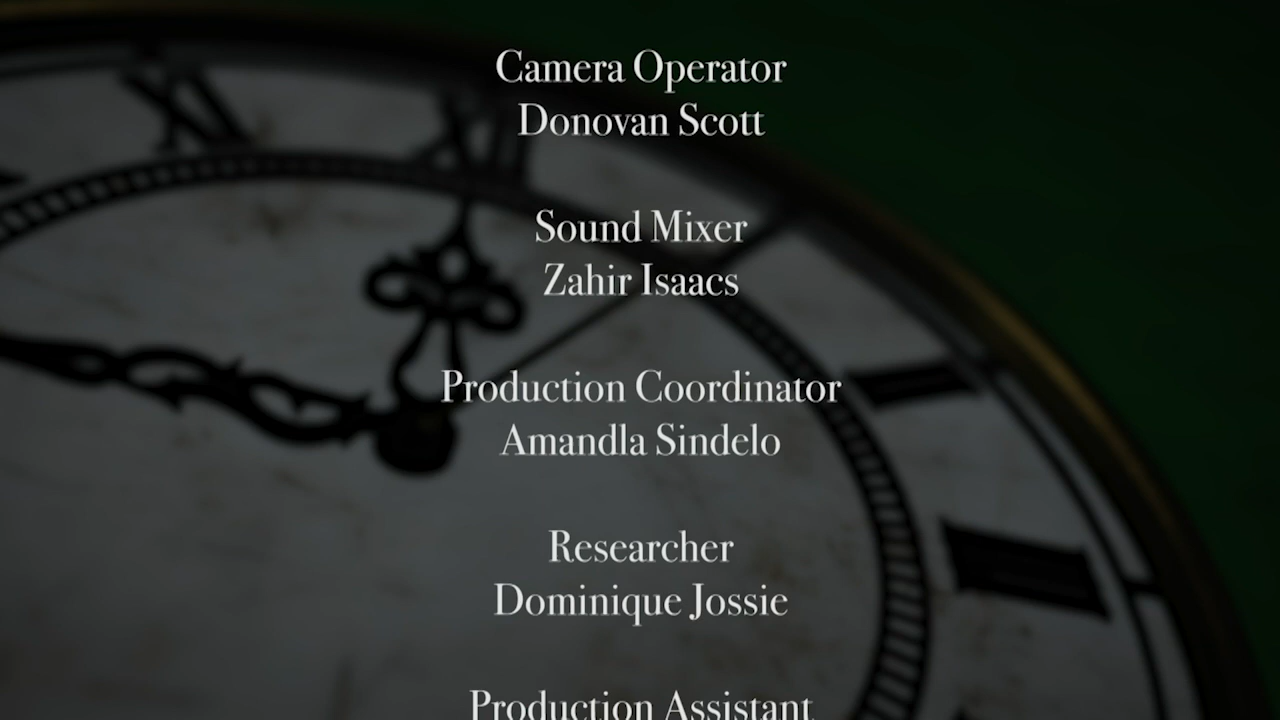 Camera Operator
Donovan Scott
Sound Mixer
Zahir Isaacs
Production Coordinator
Amandla Sindelo
Researcher
Dominique Jossie
Production Assistant